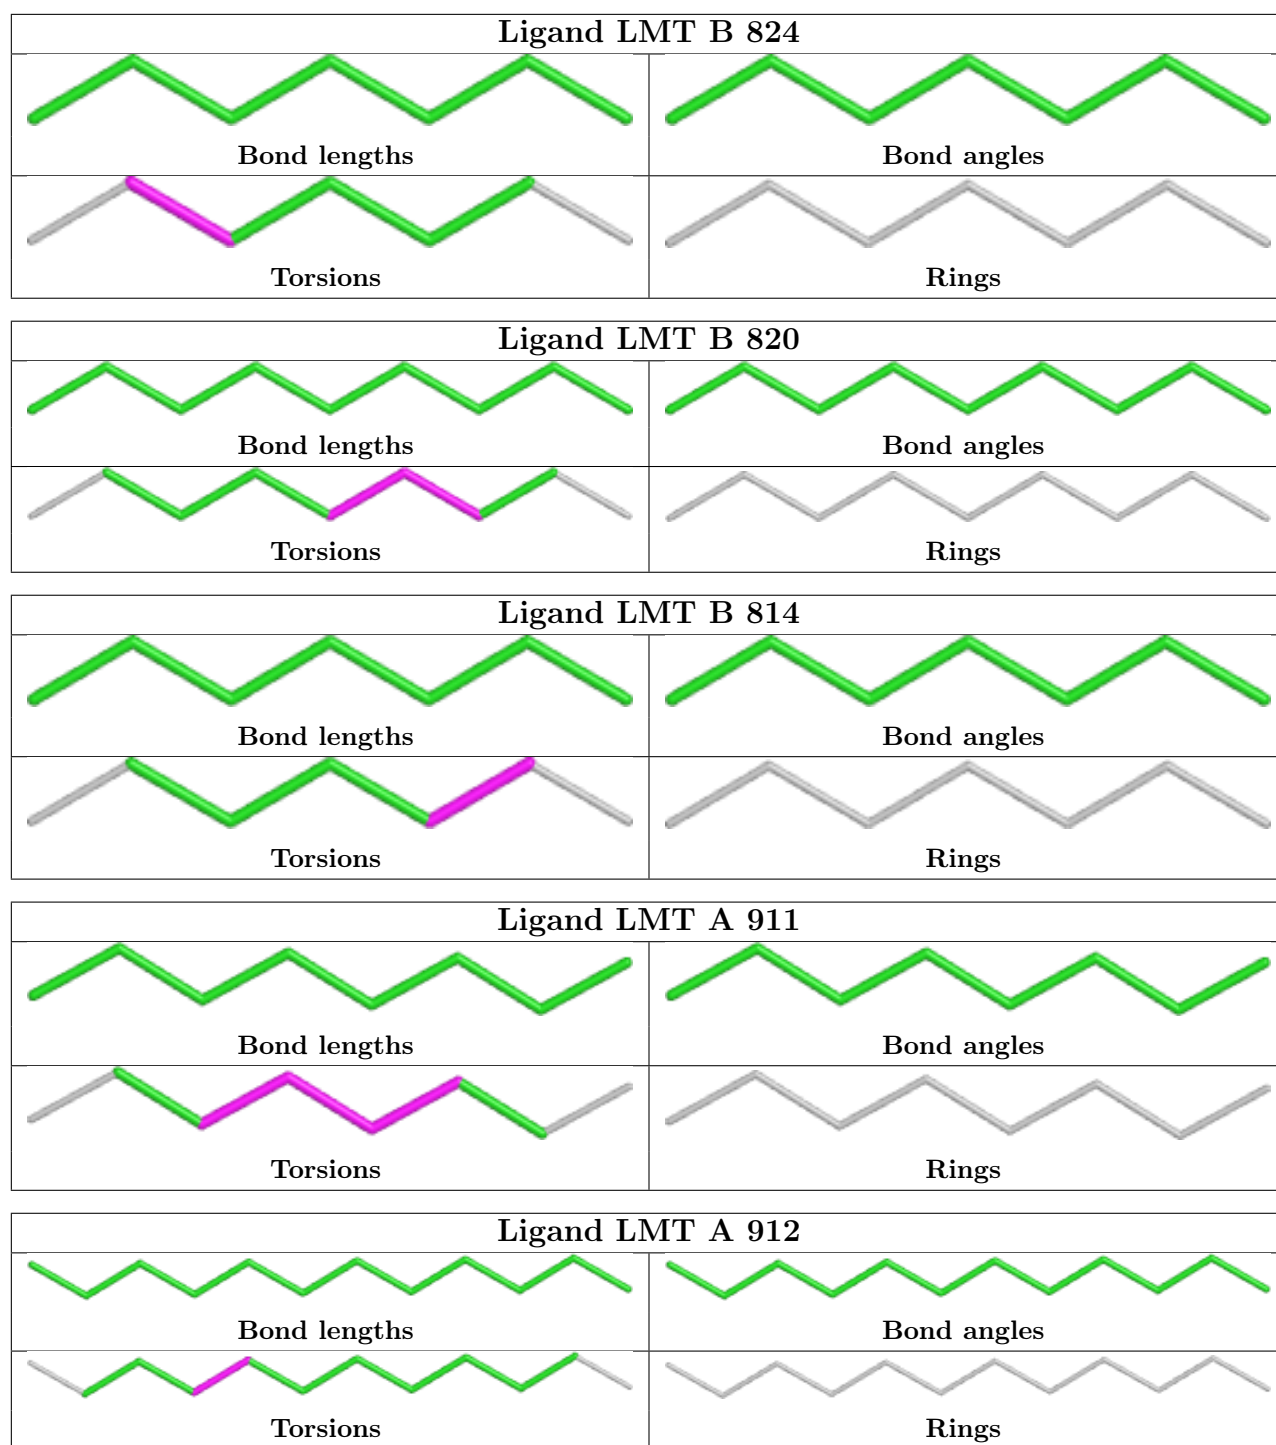 Ligand LMT B 824
Bond lengths Bond angles
Torsions Rings
Ligand LMT B 820
Bond lengths Bond angles
Torsions Rings
Ligand LMT B 814
Bond lengths Bond angles
Torsions Rings
Ligand LMT A 911
Bond lengths Bond angles
Torsions Rings
Ligand LMT A 912
Bond lengths Bond angles
Torsions Rings